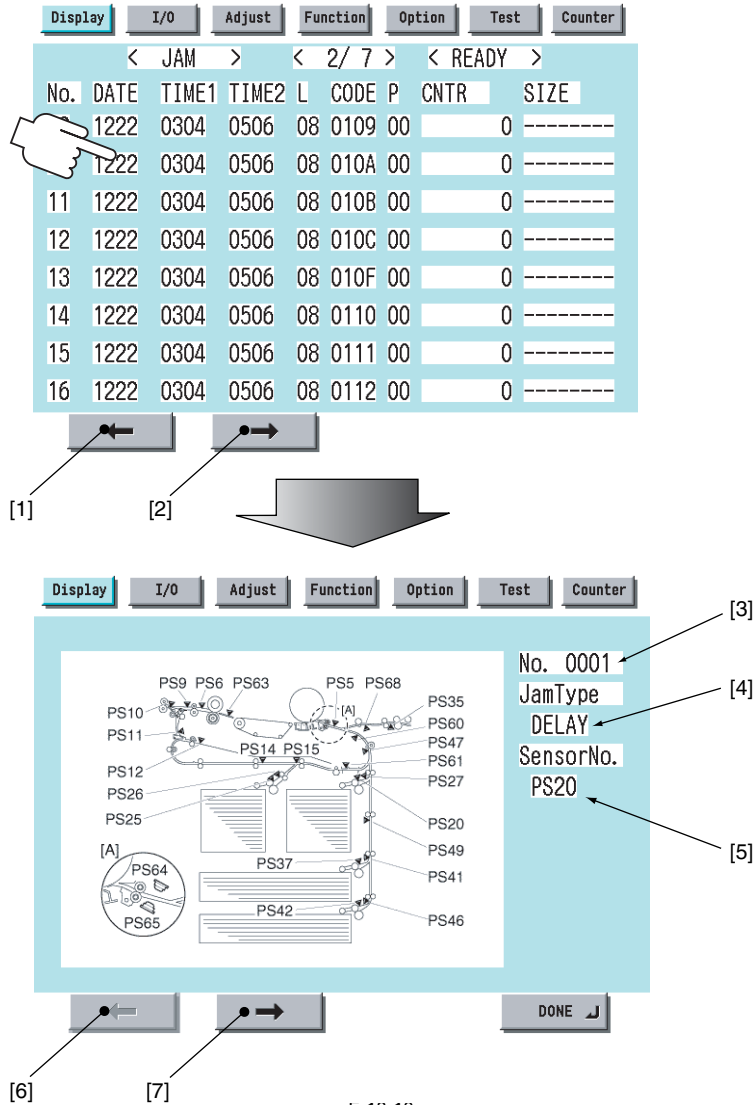 Display I/O Adjust Function Option Test Counter
< JAM > < 2/ 7 > < READY >
No. DATE TIME1 TIME2 L CODE P CNTR SIZE
1222 0304 0506 08 0109 00 0 --------
1222 0304 0506 08 010A 00 0 --------
11 1222 0304 0506 08 010B 00 0 --------
12 1222 0304 0506 08 010C 00 0 --------
13 1222 0304 0506 08 010F 00 0 --------
14 1222 0304 0506 08 0110 00 0 --------
15 1222 0304 0506 08 0111 00 0 --------
16 1222 0304 0506 08 0112 00 0 --------
[1] [2]
Display I/O Adjust Function Option Test Counter
[3]
No. 0001
[4]
JamType
DELAY
SensorNo.
PS20
[5]
PS9 PS6 PS63 PS5 PS68
PS10 [A] PS35
PS11 PS60
PS14 PS15 PS47
PS12 PS61
PS26 PS27
PS25 PS20
[A] PS49
PS64 PS37 PS41
PS65 PS42 PS46
DONE
[6] [7]